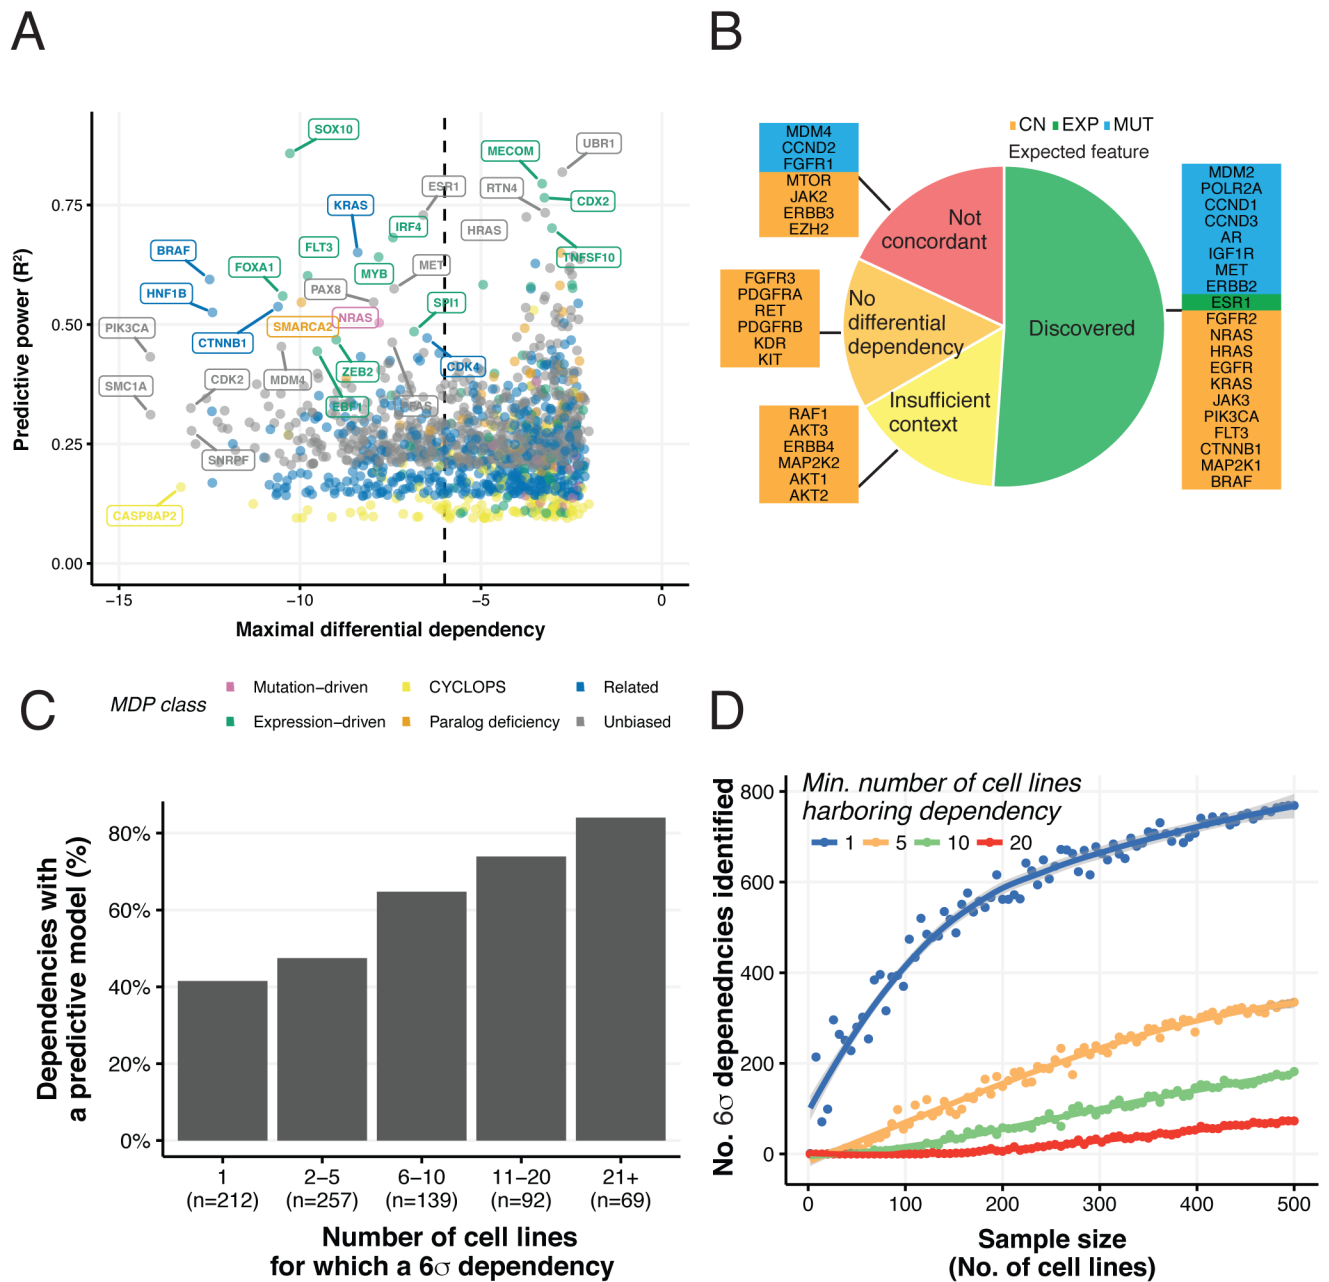 A
SOX10
UBR1
MECOM
ESR1
RTN4
KRAS
CDX2
IRF4
HRAS
BRAF
FLT3
TNFSF10
FOXA1
MYB
MET
HNF1B
PAX8
SPI1
NRAS
PIK3CA
SMARCA2
CTNNB1
CDK4
ZEB2
SMC1A
CDK2
MDM4
EBF1
FAS
SNRPF
CASP8AP2
0.75
0.50
0.25
0.00
Predictive power (R²)
−15
−10
−5
0
Maximal differential dependency
MDP class
Mutation−driven
CYCLOPS
Related
Expression−driven
Paralog deficiency
Unbiased
B
CN EXP MUT
Expected feature
MDM4
CCND2
FGFR1
MTOR
JAK2
ERBB3
EZH2
FGFR3
PDGFRA
RET
PDGFRB
KDR
KIT
RAF1
AKT3
ERBB4
MAP2K2
AKT1
AKT2
Not
concordant
No
differential
dependency
Insufficient
context
Discovered
MDM2
POLR2A
CCND1
CCND3
AR
IGF1R
MET
ERBB2
ESR1
FGFR2
NRAS
HRAS
EGFR
KRAS
JAK3
PIK3CA
FLT3
CTNNB1
MAP2K1
BRAF
C
Dependencies with
a predictive model (%)
80%
60%
40%
20%
0%
1
(n=212)
2−5
(n=257)
6−10
(n=139)
11−20
(n=92)
21+
(n=69)
Number of cell lines
for which a 6σ dependency
D
Min. number of cell lines
harboring dependency
1 5 10 20
No. 6σ depenedncies identified
800
600
400
200
0
0 100 200 300 400 500
Sample size
(No. of cell lines)